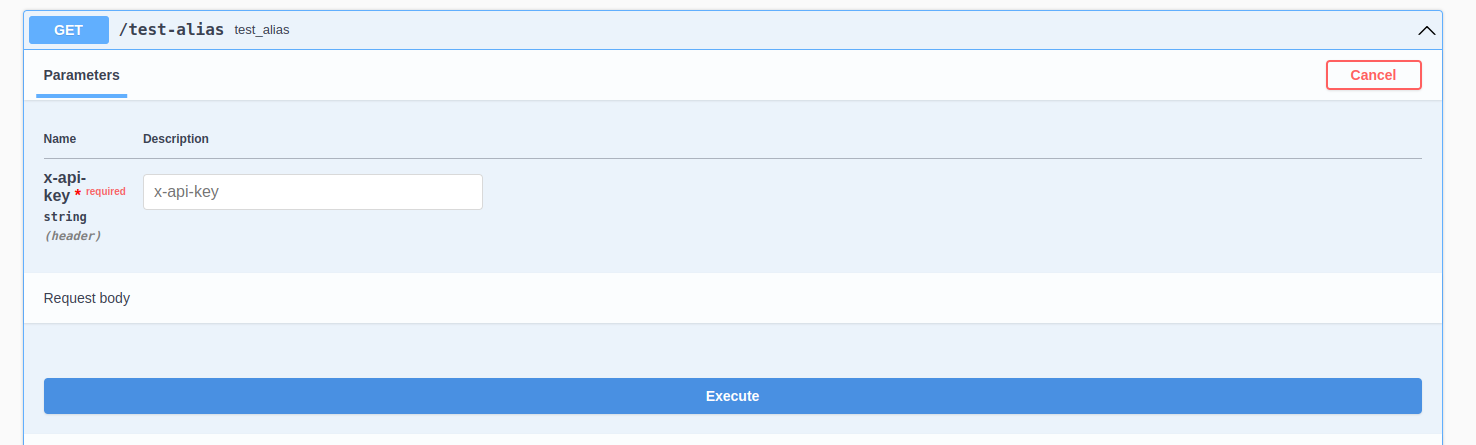 GET /test-alias test_alias
Parameters Cancel
Name Description
x-api-
key * required x-api-key
string
(header)
Request body
Execute